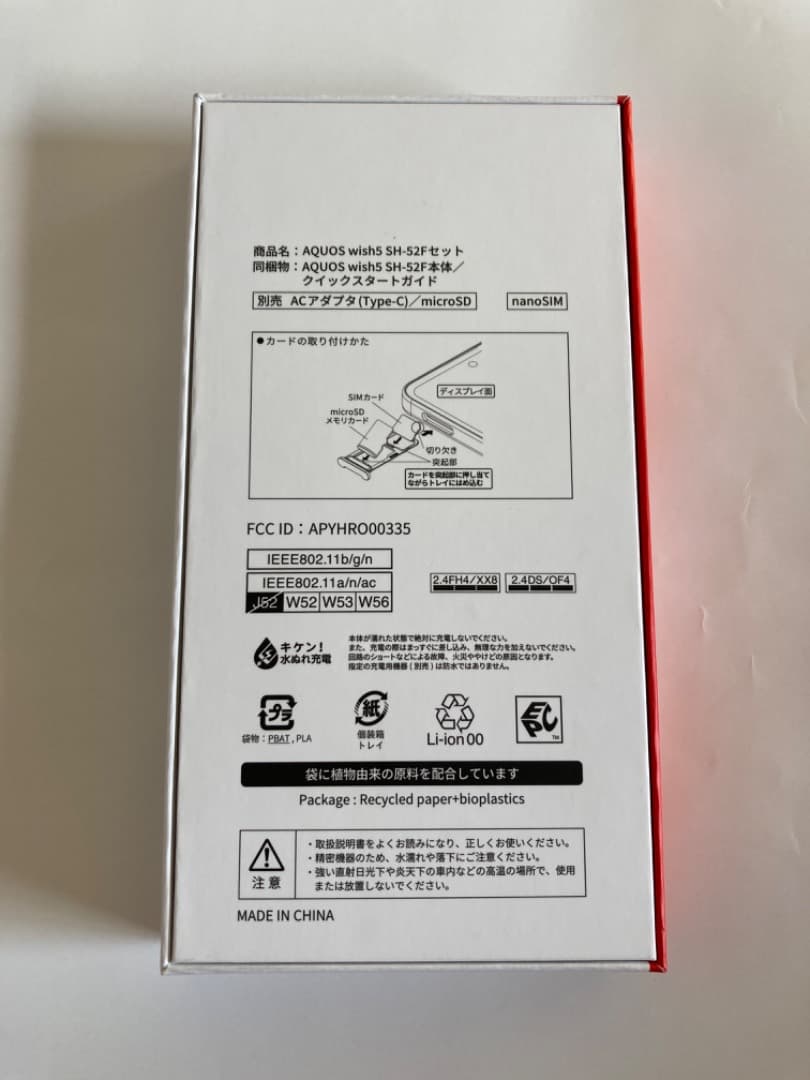 商品名：AQUOS wish5 SH-52Fセット
同梱物：AQUOS wish5 SH-52F本体／
クイックスタートガイド
別売 ACアダプタ(Type-C)／microSD
nanoSIM
●カードの取り付けかた
ディスプレイ面
SIMカード
microSD
メモリカード
切り欠き
突起部
カードを突起部に押し当て
ながらトレイにはめ込む
FCC ID：APYHRO00335
IEEE802.11b/g/n
IEEE802.11a/n/ac
J52 W52 W53 W56
2.4FH4/XX8
2.4DS/OF4
キケン！
水ぬれ充電
本体が濡れた状態で絶対に充電しないでください。
また、充電の際はまっすぐに差し込み、無理な力を加えないでください。
回路のショートなどによる故障、火災ややけどの原因となります。
指定の充電用機器(別売)は防水ではありません。
プラ
袋物：PBAT , PLA
紙
個装箱
トレイ
Li-ion 00
EPC
TM
袋に植物由来の原料を配合しています
Package : Recycled paper+bioplastics
注意
・取扱説明書をよくお読みになり、正しくお使いください。
・精密機器のため、水濡れや落下にご注意ください。
・強い直射日光下や炎天下の車内などの高温の場所で、使用
または放置しないでください。
MADE IN CHINA